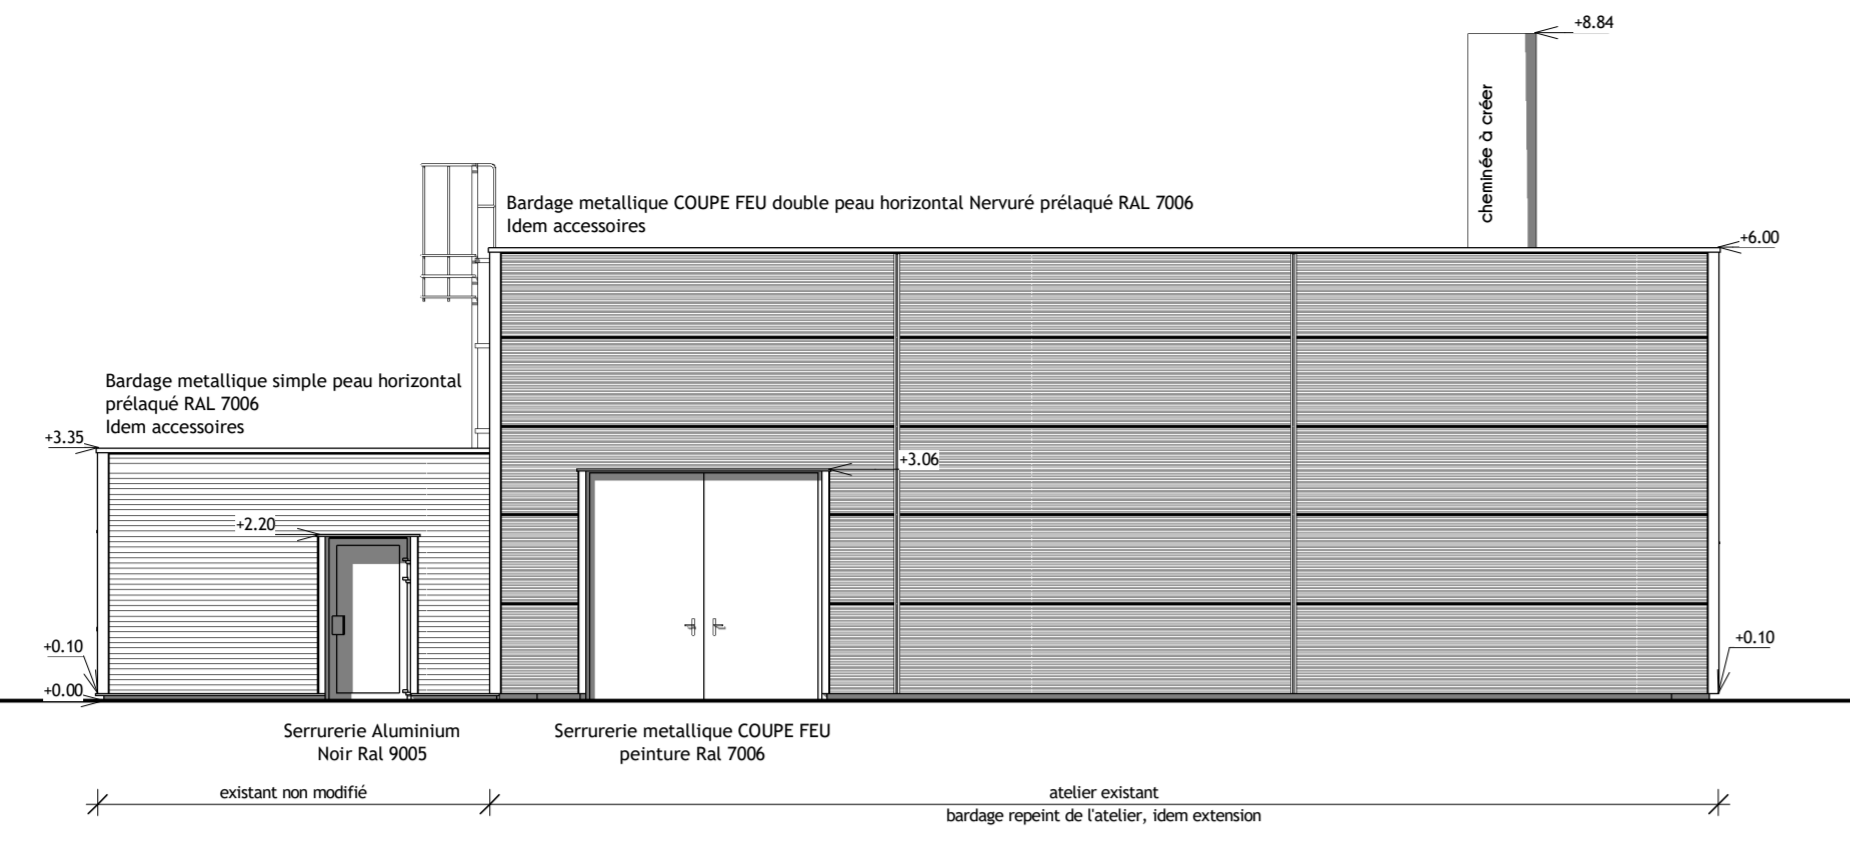 +8.84
cheminée à créer
Bardage metallique COUPE FEU double peau horizontal Nervuré prélaqué RAL 7006
Idem accessoires
+6.00
Bardage metallique simple peau horizontal
prélaqué RAL 7006
Idem accessoires
+3.35
+3.06
+2.20
+0.10
+0.10
+0.00
Serrurerie Aluminium
Noir Ral 9005
Serrurerie metallique COUPE FEU
peinture Ral 7006
existant non modifié
atelier existant
bardage repeint de l'atelier, idem extension